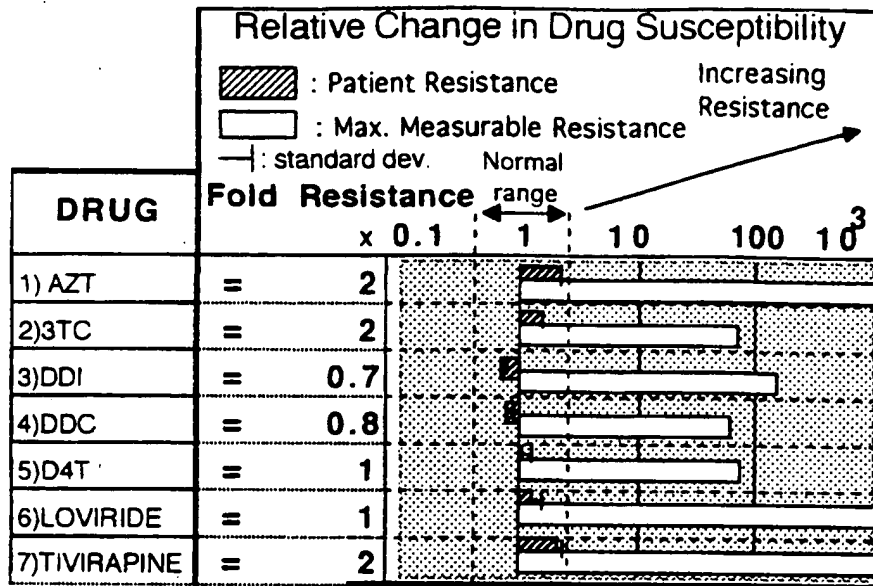 Relative Change in Drug Susceptibility
: Patient Resistance
: Max. Measurable Resistance
: standard dev.
Increasing
Resistance
Normal
range
DRUG
Fold Resistance
x 0.1 1 10 100 10³
1) AZT = 2
2)3TC = 2
3)DDI = 0.7
4)DDC = 0.8
5)D4T = 1
6)LOVIRIDE = 1
7)TIVIRAPINE = 2